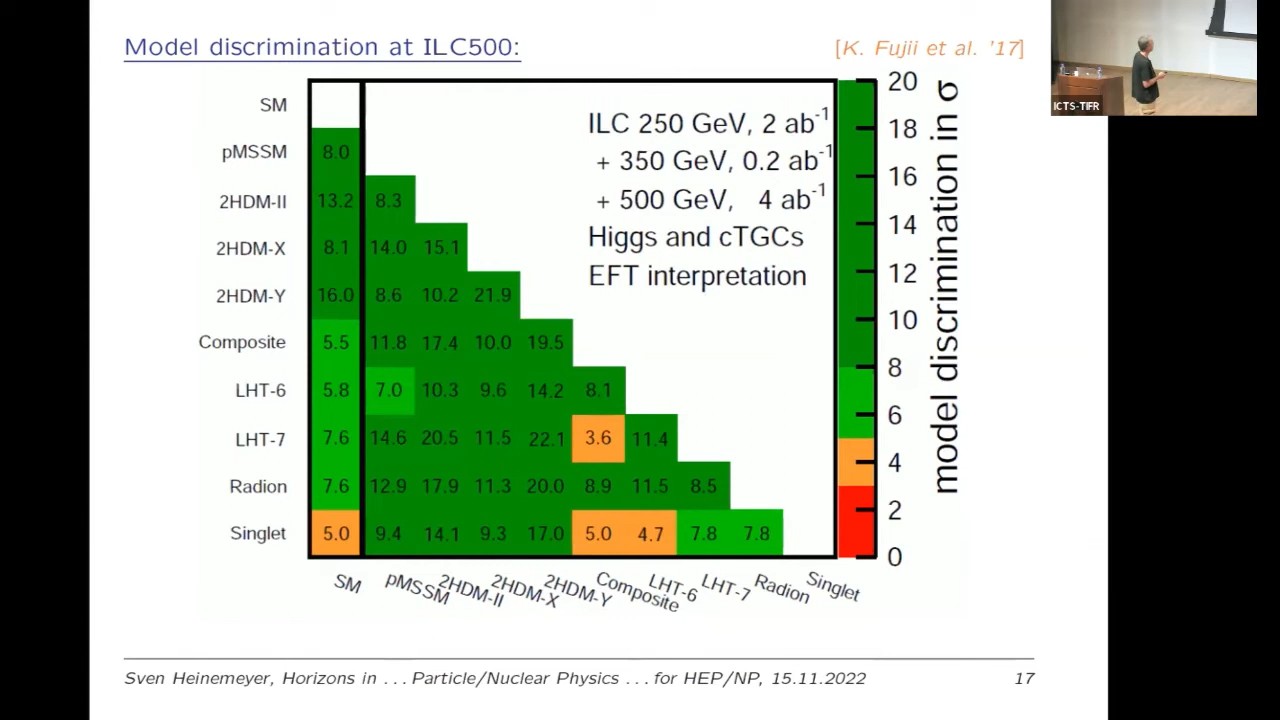 Model discrimination at ILC500:
[K. Fujii et al. '17]
ICTS-TIFR
ILC 250 GeV, 2 ab-1
+ 350 GeV, 0.2 ab-1
+ 500 GeV, 4 ab-1
Higgs and cTGCs
EFT interpretation
SM
pMSSM 8.0
2HDM-II 13.2 8.3
2HDM-X 8.1 14.0 15.1
2HDM-Y 16.0 8.6 10.2 21.9
Composite 5.5 11.8 17.4 10.0 19.5
LHT-6 5.8 7.0 10.3 9.6 14.2 8.1
LHT-7 7.6 14.6 20.5 11.5 22.1 3.6 11.4
Radion 7.6 12.9 17.9 11.3 20.0 8.9 11.5 8.5
Singlet 5.0 9.4 14.1 9.3 17.0 5.0 4.7 7.8 7.8
SM pMSSM 2HDM-II 2HDM-X 2HDM-Y Composite LHT-6 LHT-7 Radion Singlet
20
18
16
14
12
10
8
6
4
2
0
model discrimination in σ
Sven Heinemeyer, Horizons in ... Particle/Nuclear Physics ... for HEP/NP, 15.11.2022
17